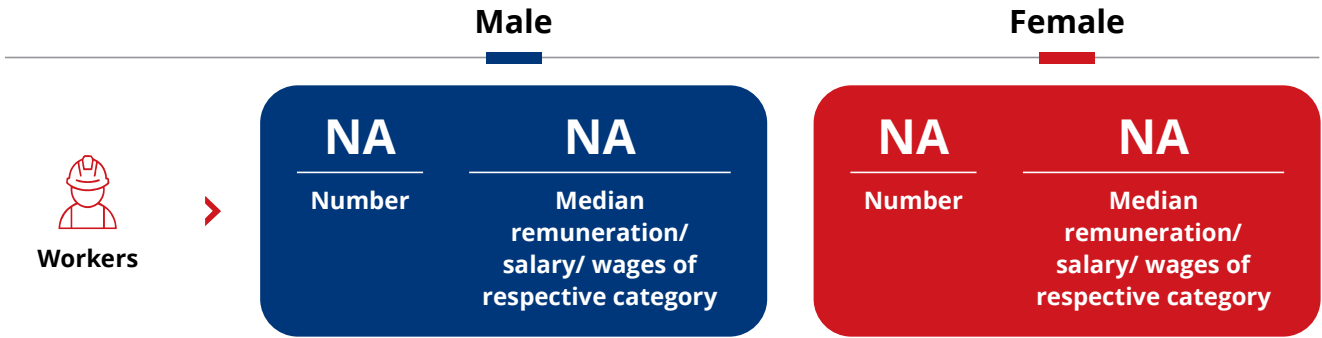 Male
Female
Workers
NA
Number
NA
Median
remuneration/
salary/ wages of
respective category
NA
Number
NA
Median
remuneration/
salary/ wages of
respective category